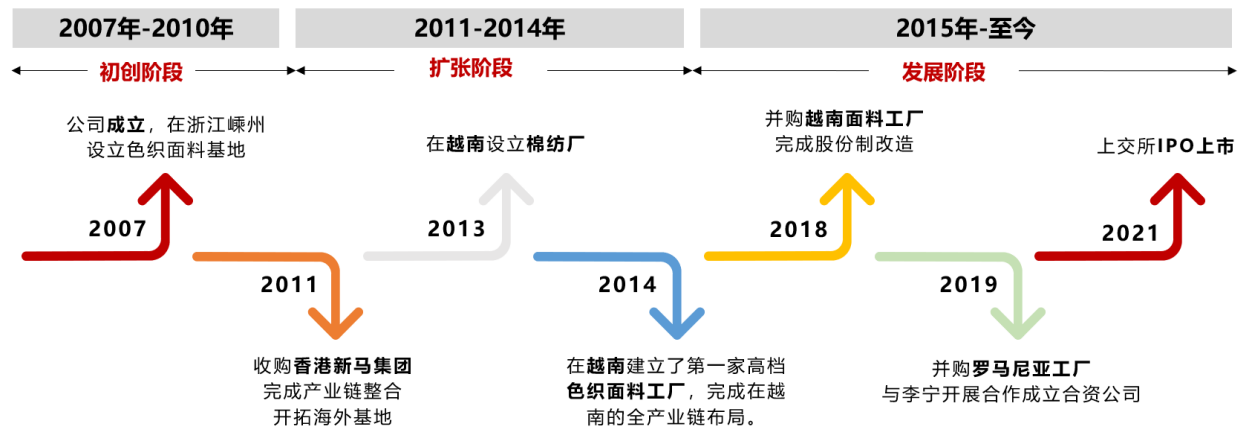 2007年-2010年
2011-2014年
2015年-至今
初创阶段
扩张阶段
发展阶段
公司成立，在浙江嵊州
设立色织面料基地
2007
2011
收购香港新马集团
完成产业链整合
开拓海外基地
在越南设立棉纺厂
2013
2014
在越南建立了第一家高档
色织面料工厂，完成在越
南的全产业链布局。
并购越南面料工厂
完成股份制改造
2018
2019
并购罗马尼亚工厂
与李宁开展合作成立合资公司
上交所IPO上市
2021